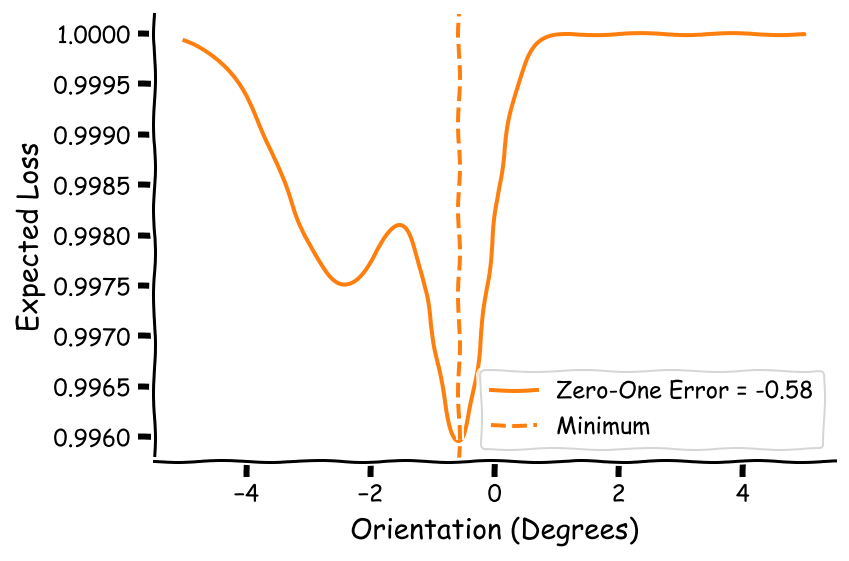 1.0000
0.9995
0.9990
0.9985
0.9980
0.9975
0.9970
0.9965
0.9960
Expected Loss
Zero-One Error = -0.58
Minimum
−4 −2 0 2 4
Orientation (Degrees)